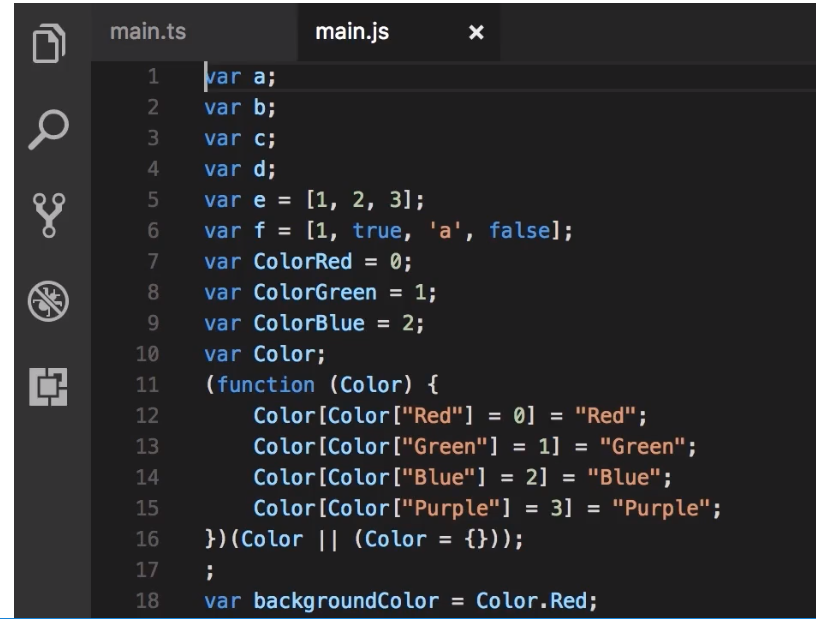 main.ts main.js ×
1 var a;
2 var b;
3 var c;
4 var d;
5 var e = [1, 2, 3];
6 var f = [1, true, 'a', false];
7 var ColorRed = 0;
8 var ColorGreen = 1;
9 var ColorBlue = 2;
10 var Color;
11 (function (Color) {
12     Color[Color["Red"] = 0] = "Red";
13     Color[Color["Green"] = 1] = "Green";
14     Color[Color["Blue"] = 2] = "Blue";
15     Color[Color["Purple"] = 3] = "Purple";
16 })(Color || (Color = {}));
17 ;
18 var backgroundColor = Color.Red;